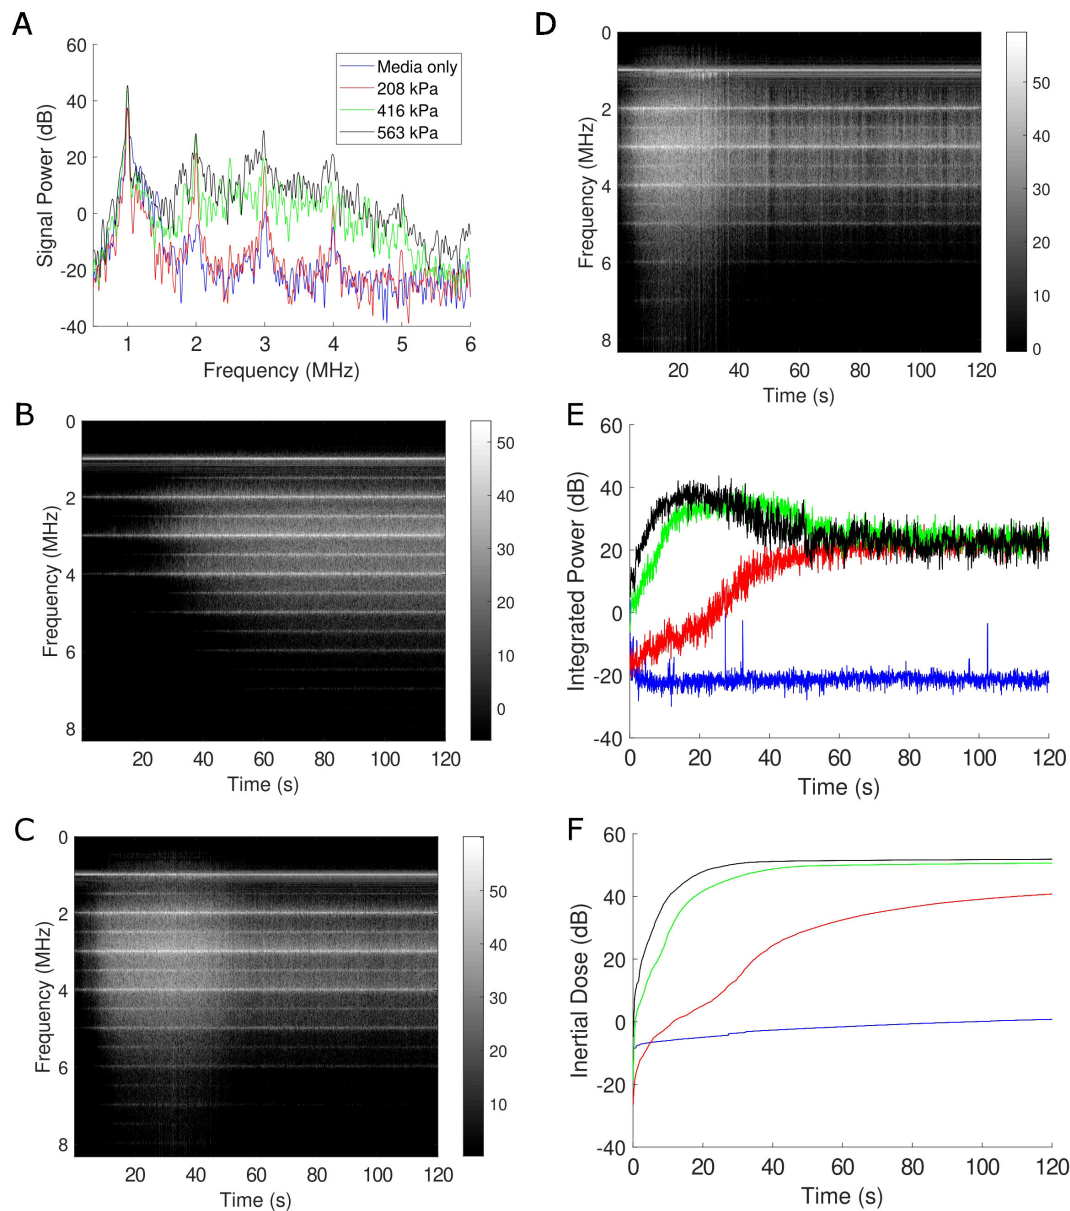 A
60
40
20
0
-20
-40
Signal Power (dB)
1 2 3 4 5 6
Frequency (MHz)
Media only
208 kPa
416 kPa
563 kPa
B
0
2
4
6
8
Frequency (MHz)
20 40 60 80 100 120
Time (s)
50
40
30
20
10
0
C
0
2
4
6
8
Frequency (MHz)
20 40 60 80 100 120
Time (s)
50
40
30
20
10
D
0
2
4
6
8
Frequency (MHz)
20 40 60 80 100 120
Time (s)
50
40
30
20
10
0
E
60
40
20
0
-20
-40
Integrated Power (dB)
0 20 40 60 80 100 120
Time (s)
F
60
40
20
0
-20
-40
Inertial Dose (dB)
0 20 40 60 80 100 120
Time (s)